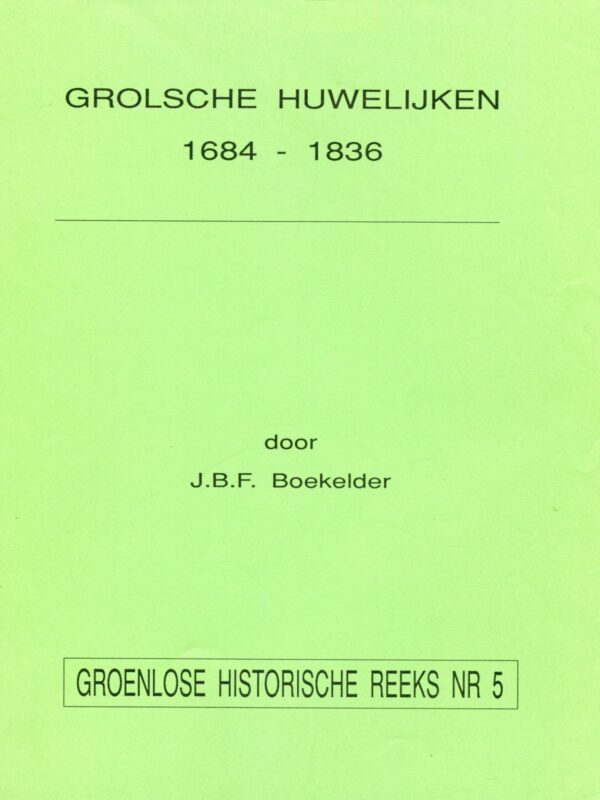 GROLSCHE HUWELIJKEN
1684 - 1836
door
J.B.F. Boekelder
GROENLOSE HISTORISCHE REEKS NR 5